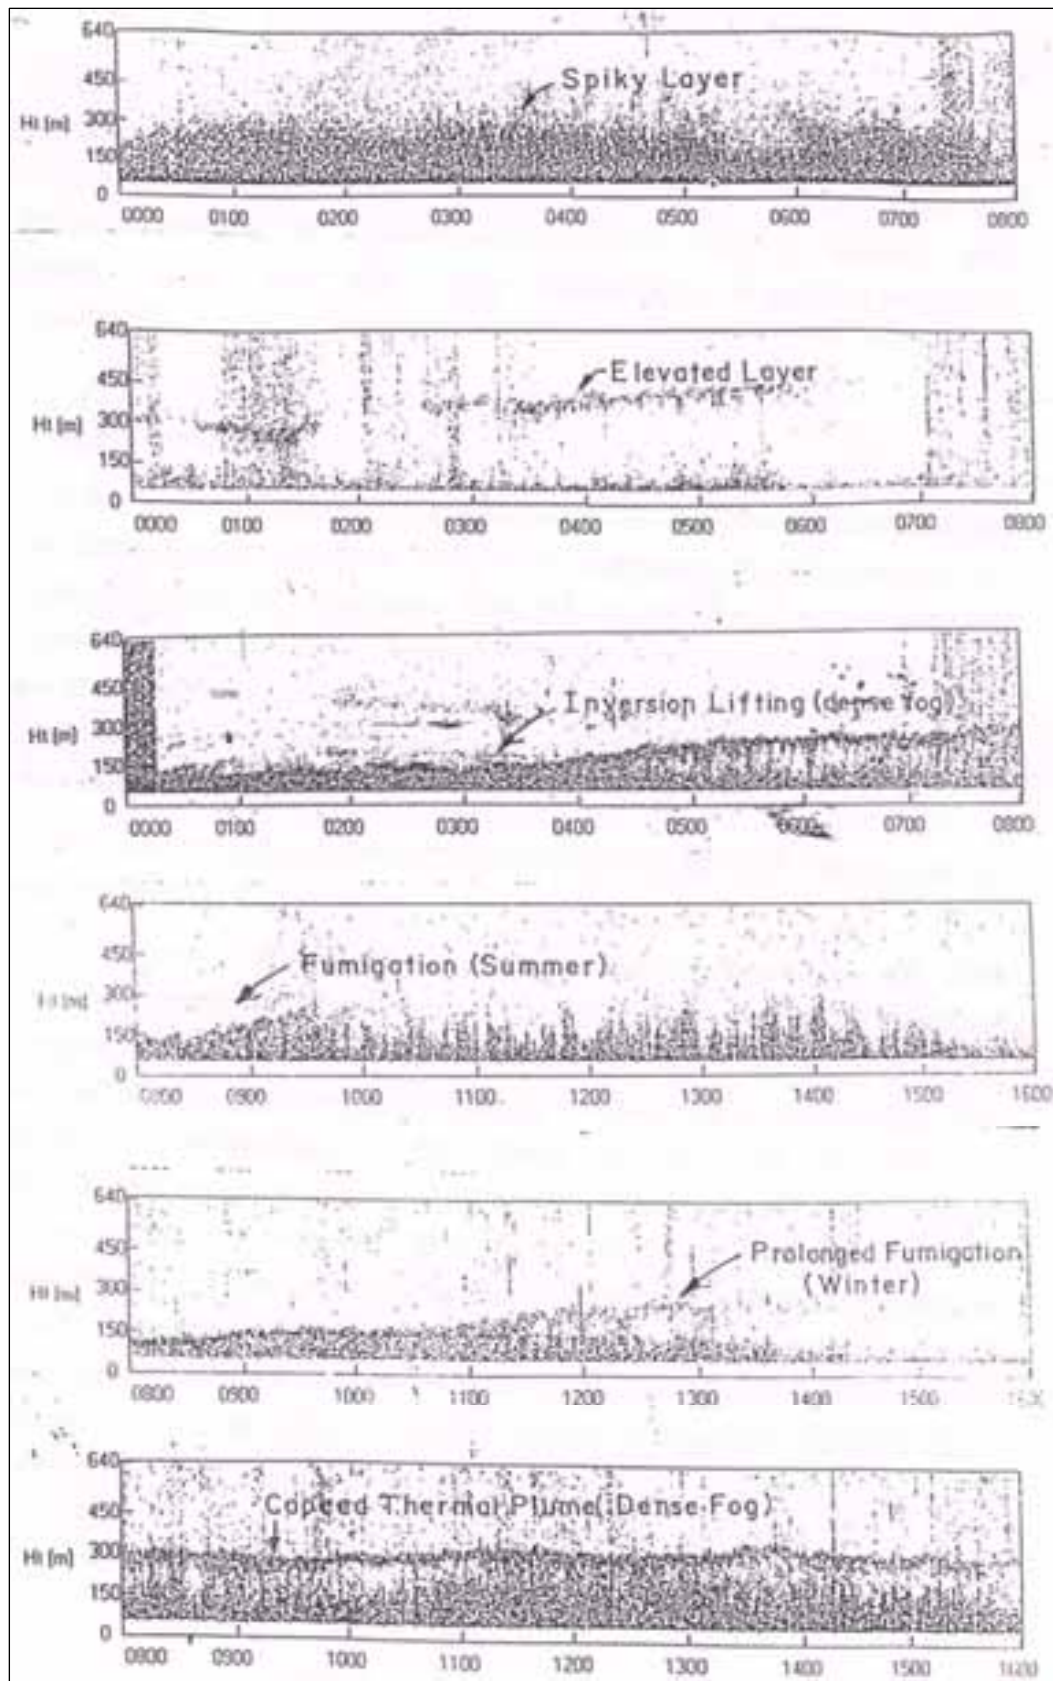 640
450
Spiky Layer
300
Ht [m]
150
0
0000 0100 0200 0300 0400 0500 0600 0700 0800
640
450
Elevated Layer
300
Ht [m]
150
0
0000 0100 0200 0300 0400 0500 0600 0700 0800
640
450
Inversion Lifting (dense fog)
300
Ht [m]
150
0
0000 0100 0200 0300 0400 0500 0600 0700 0800
640
450
Fumigation (Summer)
300
150
0
0800 0900 1000 1100 1200 1300 1400 1500 1600
640
450
Prolonged Fumigation
(Winter)
300
Ht [m]
150
0
0800 0900 1000 1100 1200 1300 1400 1500
640
450
Capped Thermal Plume (Dense Fog)
300
Ht [m]
150
0
0800 0900 1000 1100 1200 1300 1400 1500 1600